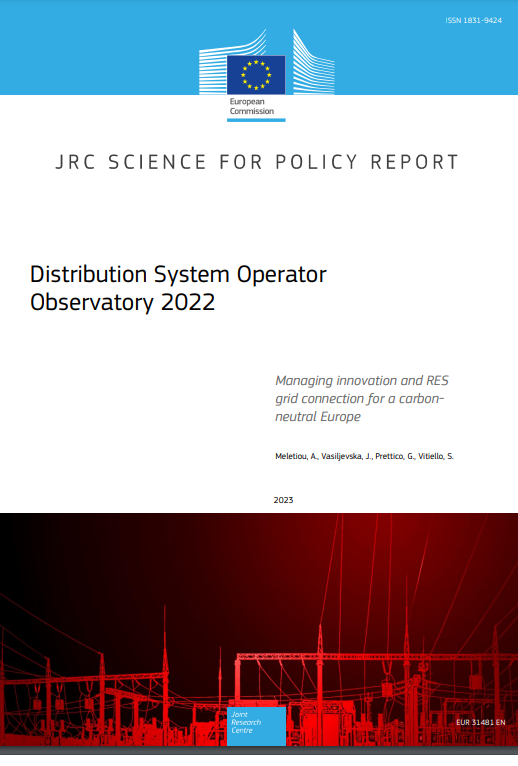 ISSN 1831-9424
European
Commission
JRC SCIENCE FOR POLICY REPORT
Distribution System Operator
Observatory 2022
Managing innovation and RES
grid connection for a carbon-
neutral Europe
Meletiou, A., Vasiljevska, J., Prettico, G., Vitiello, S.
2023
Joint
Research
Centre
EUR 31481 EN